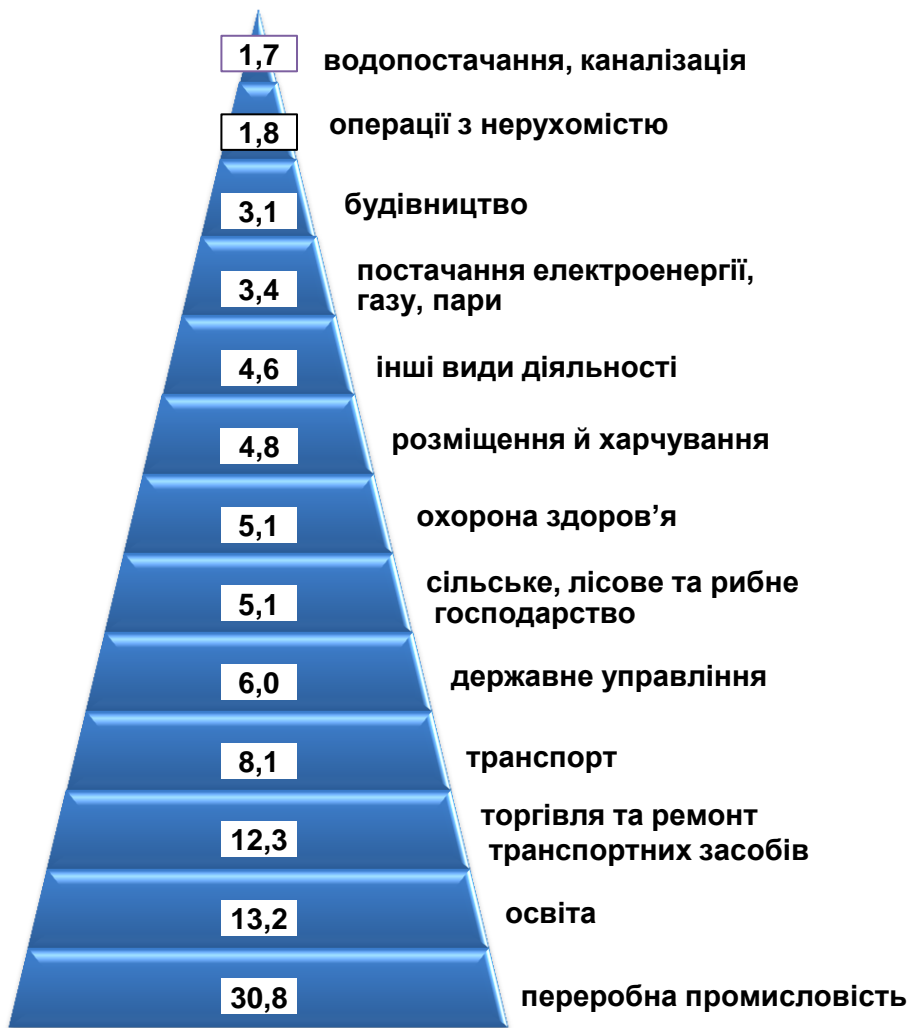 1,7 водопостачання, каналізація
1,8 операції з нерухомістю
3,1 будівництво
3,4 постачання електроенергії,
газу, пари
4,6 інші види діяльності
4,8 розміщення й харчування
5,1 охорона здоров’я
5,1 сільське, лісове та рибне
господарство
6,0 державне управління
8,1 транспорт
12,3 торгівля та ремонт
транспортних засобів
13,2 освіта
30,8 переробна промисловість